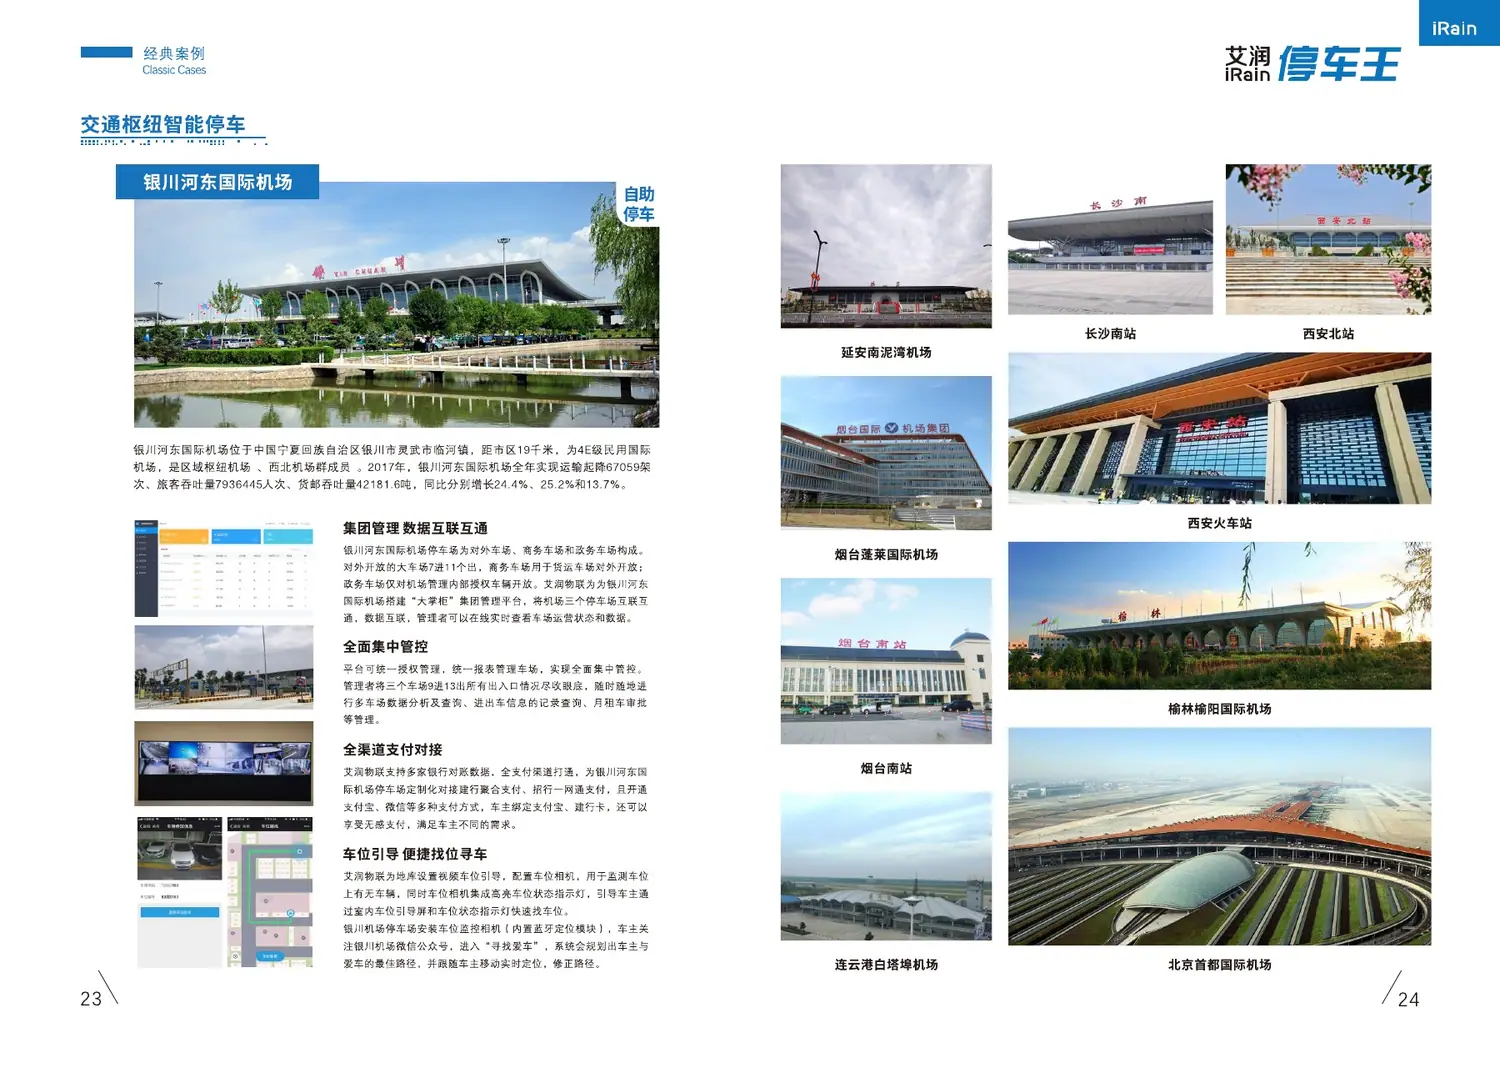 经典案例
Classic Cases
iRain
艾润
iRain
停车王
交通枢纽智能停车
银川河东国际机场
自助
停车
银川河东国际机场位于中国宁夏回族自治区银川市灵武市临河镇，距市区19千米，为4E级民用国际
机场，是区域枢纽机场 、西北机场群成员 。2017年，银川河东国际机场全年实现运输起降67059架
次、旅客吞吐量7936445人次、货邮吞吐量42181.6吨，同比分别增长24.4%、25.2%和13.7%。
集团管理 数据互联互通
银川河东国际机场停车场为对外车场、商务车场和政务车场构成。
对外开放的大车场7进11个出，商务车场用于货运车场对外开放；
政务车场仅对机场管理内部授权车辆开放。艾润物联为为银川河东
国际机场搭建“大掌柜”集团管理平台，将机场三个停车场互联互
通，数据互联，管理者可以在线实时查看车场运营状态和数据。
全面集中管控
平台可统一授权管理，统一报表管理车场，实现全面集中管控。
管理者将三个车场9进13出所有出入口情况尽收眼底，随时随地进
行多车场数据分析及查询、进出车信息的记录查询、月租车审批
等管理。
全渠道支付对接
艾润物联支持多家银行对账数据，全支付渠道打通，为银川河东国
际机场停车场定制化对接建行聚合支付、招行一网通支付，且开通
支付宝、微信等多种支付方式，车主绑定支付宝、建行卡，还可以
享受无感支付，满足车主不同的需求。
车位引导 便捷找位寻车
艾润物联为地库设置视频车位引导，配置车位相机，用于监测车位
上有无车辆，同时车位相机集成高亮车位状态指示灯，引导车主通
过室内车位引导屏和车位状态指示灯快速找车位。
银川机场停车场安装车位监控相机（内置蓝牙定位模块），车主关
注银川机场微信公众号，进入“寻找爱车”，系统会规划出车主与
爱车的最佳路径，并跟随车主移动实时定位，修正路径。
23
延安南泥湾机场
长沙南
长沙南站
西安北站
西安北站
烟台国际机场集团
烟台蓬莱国际机场
西安站
西安火车站
烟台南站
烟台南站
榆林
榆林榆阳国际机场
连云港白塔埠机场
北京首都国际机场
24